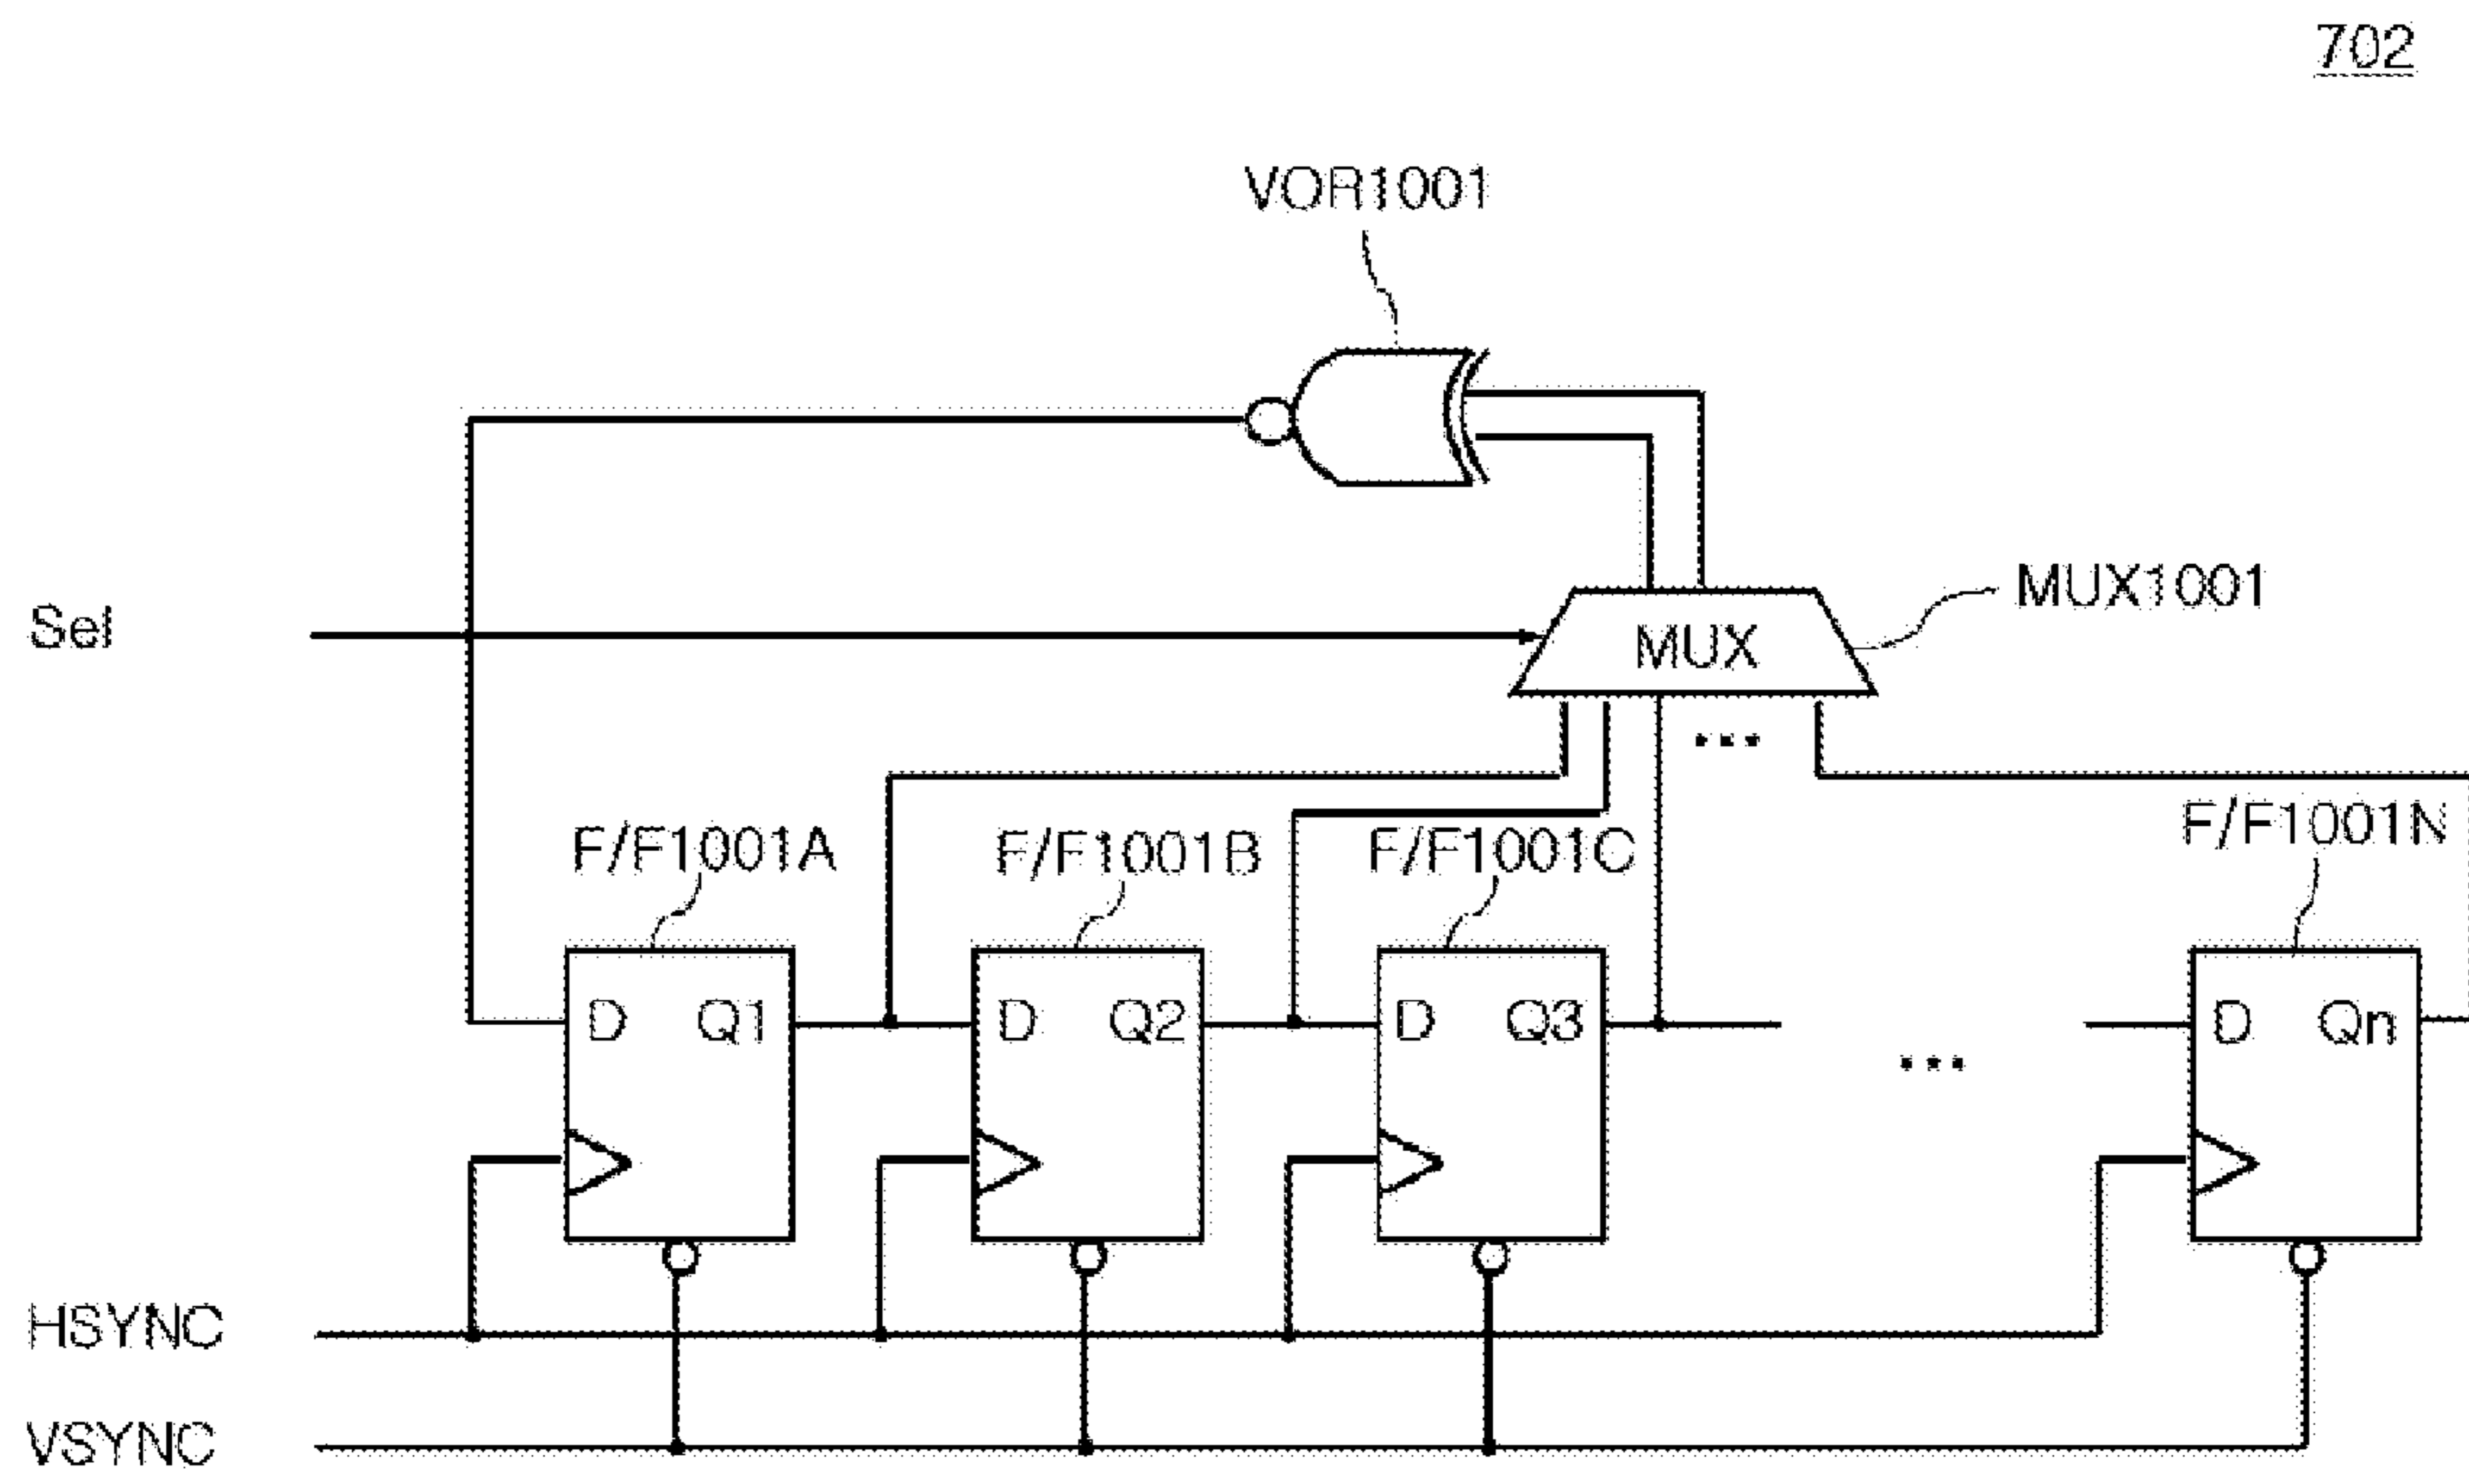 702
VOR1001
Sel
MUX
MUX1001
...
F/F1001A
F/F1001B
F/F1001C
F/F1001N
D Q1
D Q2
D Q3
...
D Qn
HSYNC
VSYNC